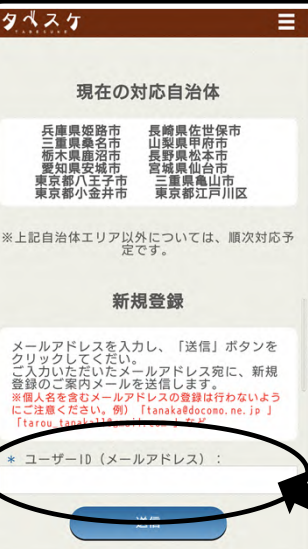 タベスケ
TABESUKE
現在の対応自治体
兵庫県姫路市 長崎県佐世保市
三重県桑名市 山梨県甲府市
栃木県鹿沼市 長野県松本市
愛知県安城市 宮城県仙台市
東京都八王子市 三重県亀山市
東京都小金井市 東京都江戸川区
※上記自治体エリア以外については、順次対応予
定です。
新規登録
メールアドレスを入力し、「送信」ボタンを
クリックしてくだい。
ご入力いただいたメールアドレス宛に、新規
登録のご案内メールを送信します。
※個人名を含むメールアドレスの登録は行わないよう
にご注意ください。例）「tanaka@docomo.ne.jp 」
「tarou_tanaka11@gmail.com 」など
* ユーザーID（メールアドレス）：
送信